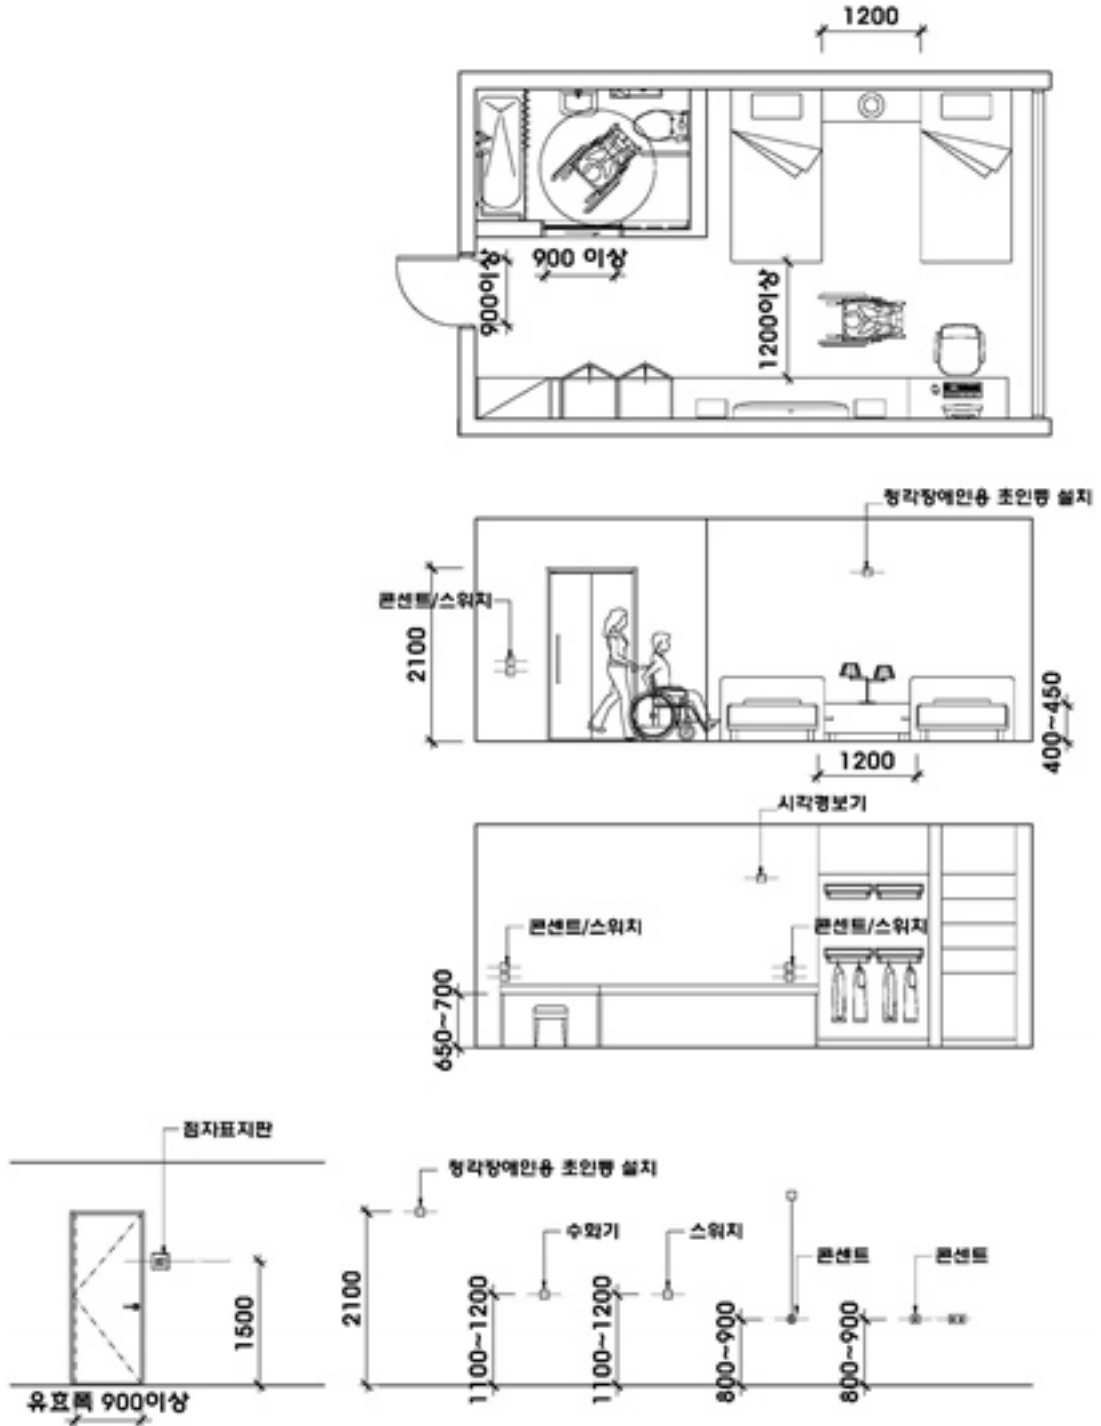 1200
900 이상
900이상
1200이상
청각장애인용 초인등 설치
콘센트/스위치
2100
400~450
1200
시각경보기
콘센트/스위치
콘센트/스위치
650~700
점자표지판
청각장애인용 초인등 설치
수화기
스위치
콘센트
콘센트
1500
2100
1100~1200
1100~1200
800~900
800~900
유효폭 900이상